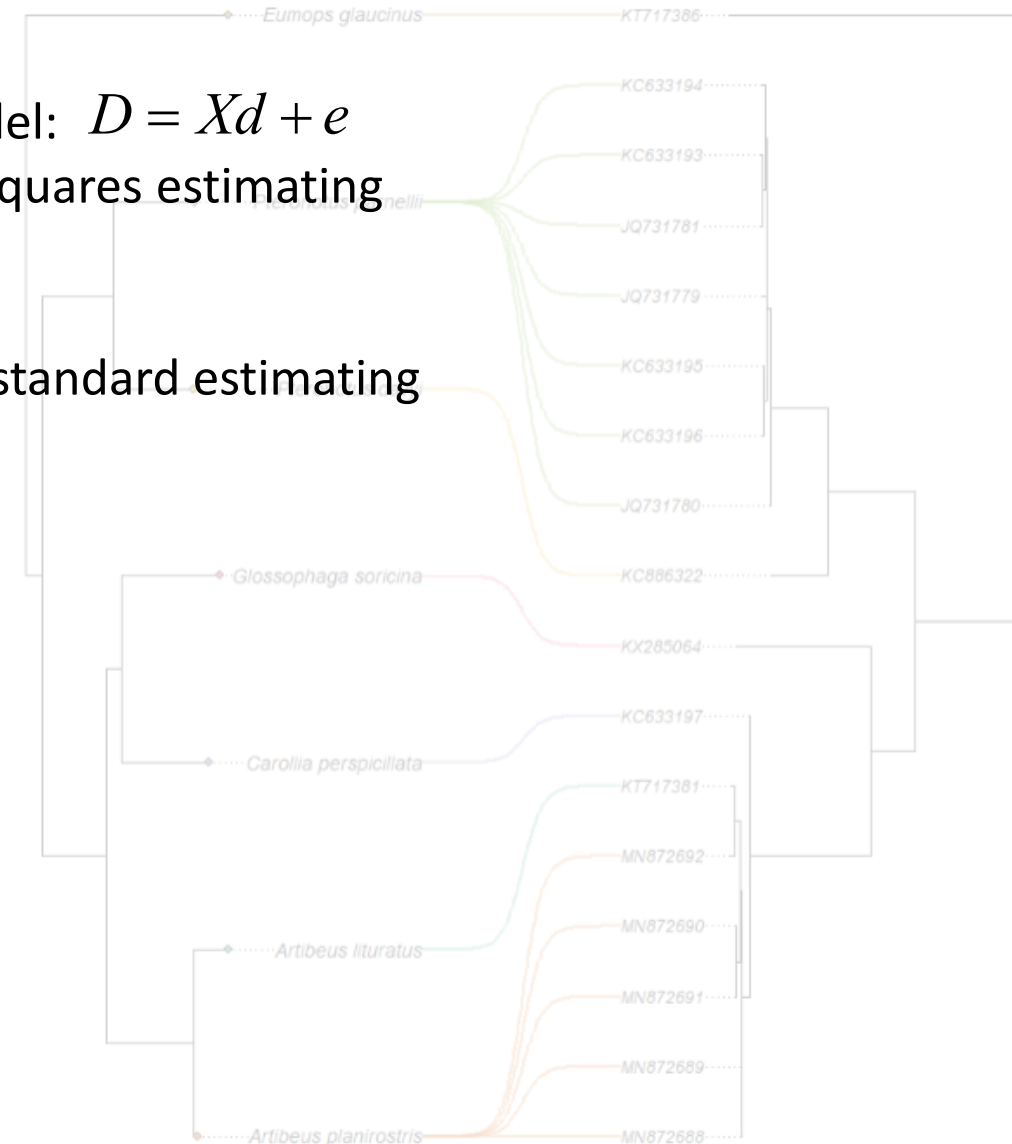 Eumops glaucinus KT717386
KC633194
del: D = Xd + e
KC633193
quares estimating
JQ731781
JQ731779
KC633195
standard estimating
KC633196
JQ731780
Glossophaga soricina KC886322
KX285064
KC633197
Carollia perspicillata
KT717381
MN872692
MN872690
Artibeus lituratus
MN872691
MN872689
Artibeus planirostris MN872688